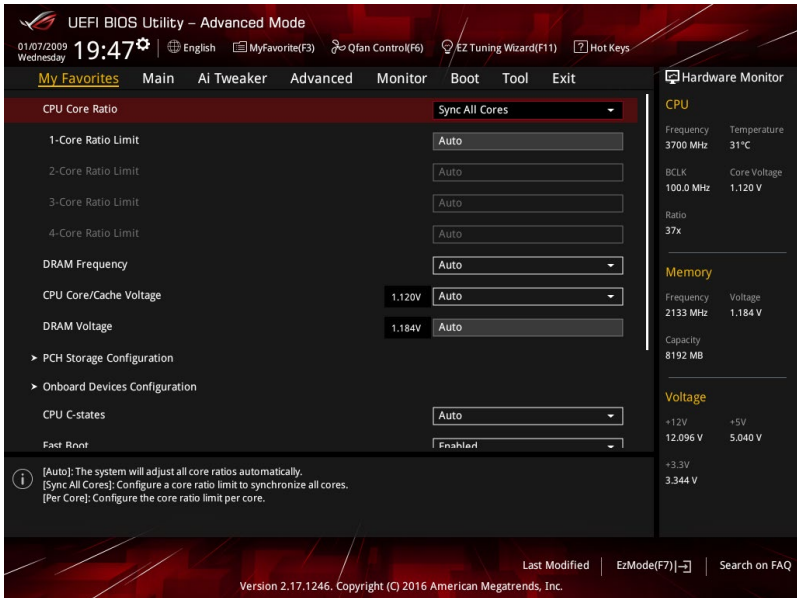 UEFI BIOS Utility – Advanced Mode
01/07/2009
Wednesday
19:47
English
MyFavorite(F3)
Qfan Control(F6)
EZ Tuning Wizard(F11)
? Hot Keys
My Favorites Main Ai Tweaker Advanced Monitor Boot Tool Exit
CPU Core Ratio Sync All Cores
1-Core Ratio Limit Auto
2-Core Ratio Limit Auto
3-Core Ratio Limit Auto
4-Core Ratio Limit Auto
DRAM Frequency Auto
CPU Core/Cache Voltage 1.120V Auto
DRAM Voltage 1.184V Auto
> PCH Storage Configuration
> Onboard Devices Configuration
CPU C-states Auto
Fast Boot Enabled
[Auto]: The system will adjust all core ratios automatically.
[Sync All Cores]: Configure a core ratio limit to synchronize all cores.
[Per Core]: Configure the core ratio limit per core.
Hardware Monitor
CPU
Frequency Temperature
3700 MHz 31°C
BCLK Core Voltage
100.0 MHz 1.120 V
Ratio
37x
Memory
Frequency Voltage
2133 MHz 1.184 V
Capacity
8192 MB
Voltage
+12V +5V
12.096 V 5.040 V
+3.3V
3.344 V
Last Modified EzMode(F7) Search on FAQ
Version 2.17.1246. Copyright (C) 2016 American Megatrends, Inc.